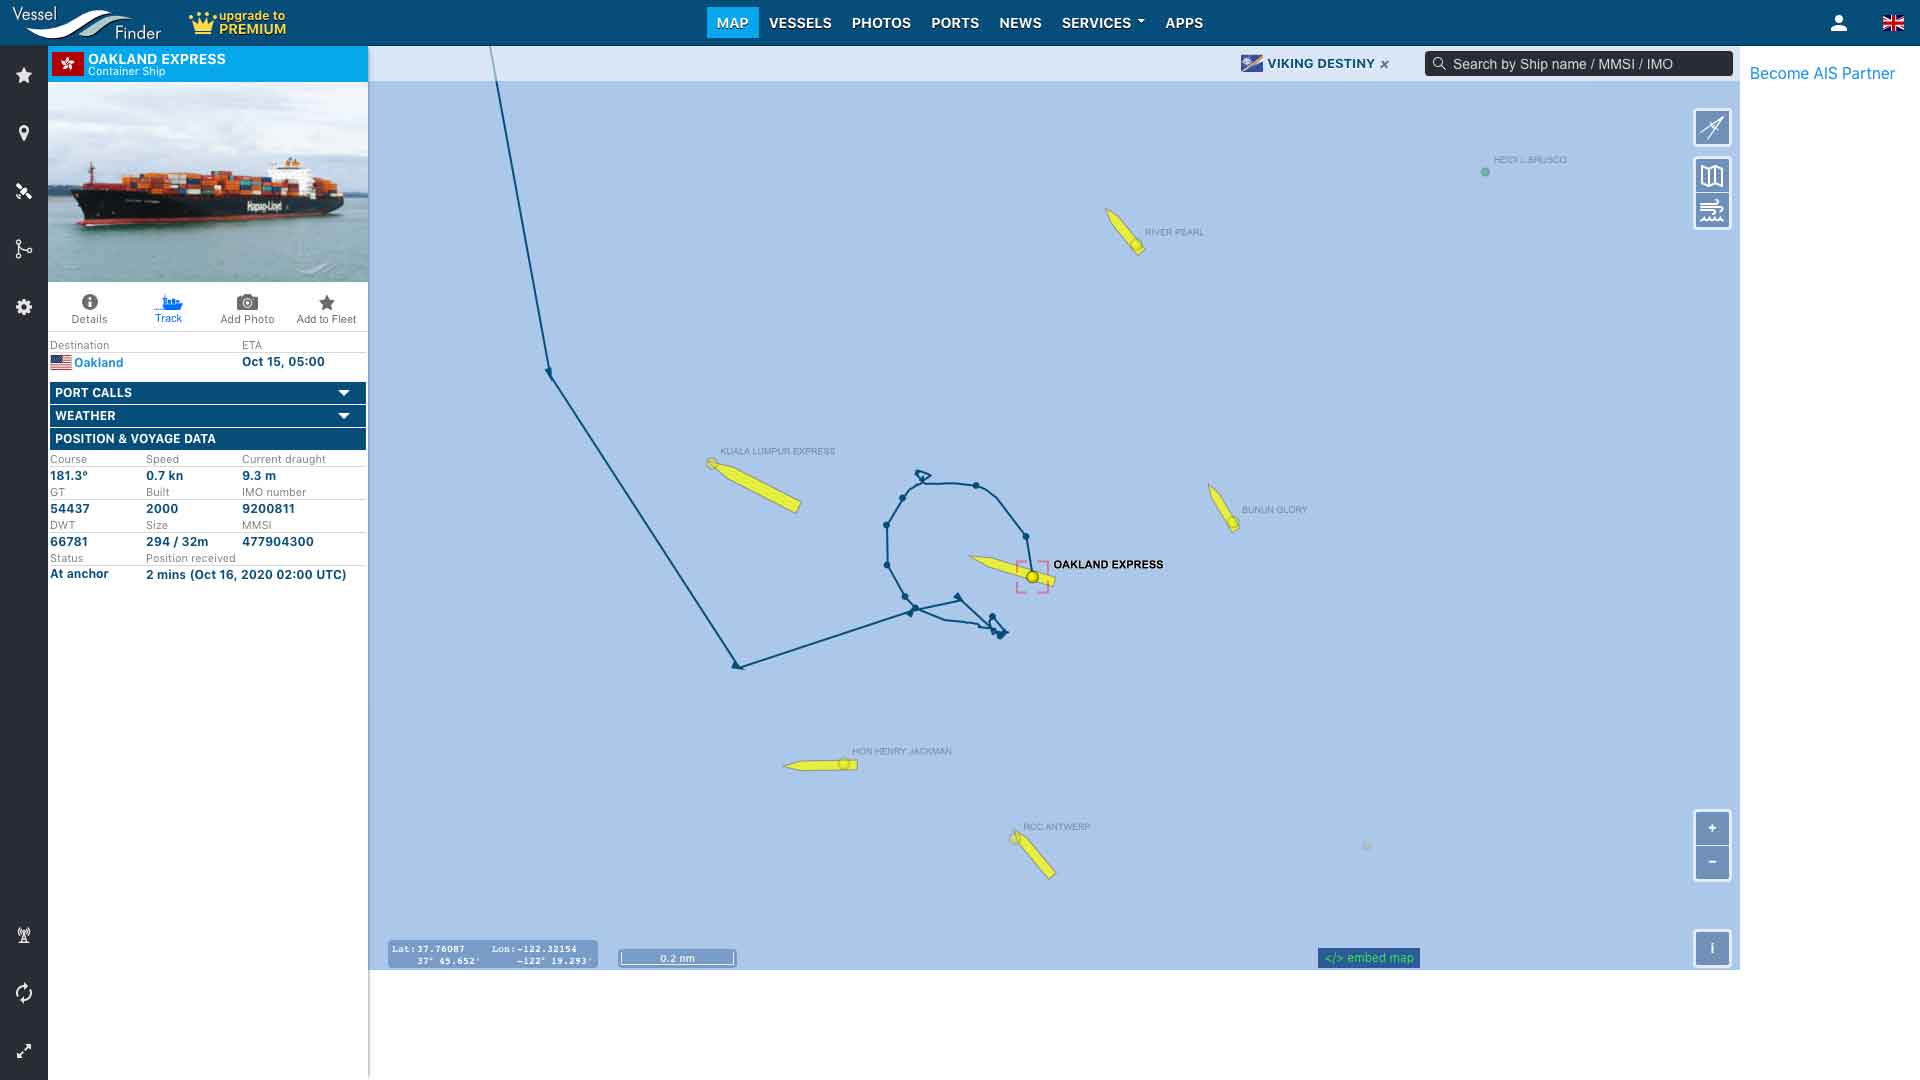 Vessel
Finder
upgrade to
PREMIUM
MAP
VESSELS
PHOTOS
PORTS
NEWS
SERVICES
APPS
OAKLAND EXPRESS
Container Ship
VIKING DESTINY ×
Search by Ship name / MMSI / IMO
Become AIS Partner
Hapag-Lloyd
Details
Track
Add Photo
Add to Fleet
Destination
ETA
Oakland
Oct 15, 05:00
PORT CALLS
WEATHER
POSITION & VOYAGE DATA
Course
Speed
Current draught
181.3°
0.7 kn
9.3 m
GT
Built
IMO number
54437
2000
9200811
DWT
Size
MMSI
66781
294 / 32m
477904300
Status
Position received
At anchor
2 mins (Oct 16, 2020 02:00 UTC)
HEIDI L BRUSCO
RIVER PEARL
KUALA LUMPUR EXPRESS
BUNUN GLORY
OAKLAND EXPRESS
HON HENRY JACKMAN
RCC ANTWERP
+
−
i
Lat:37.76087 Lon:-122.32154
37° 45.652' -122° 19.293'
0.2 nm
</> embed map